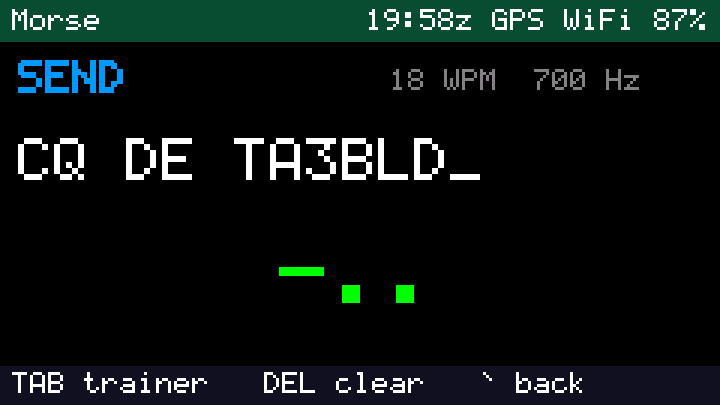 Morse 19:58z GPS WiFi 87%
SEND 18 WPM 700 Hz
CQ DE TA3BLD_
-..
TAB trainer DEL clear ` back